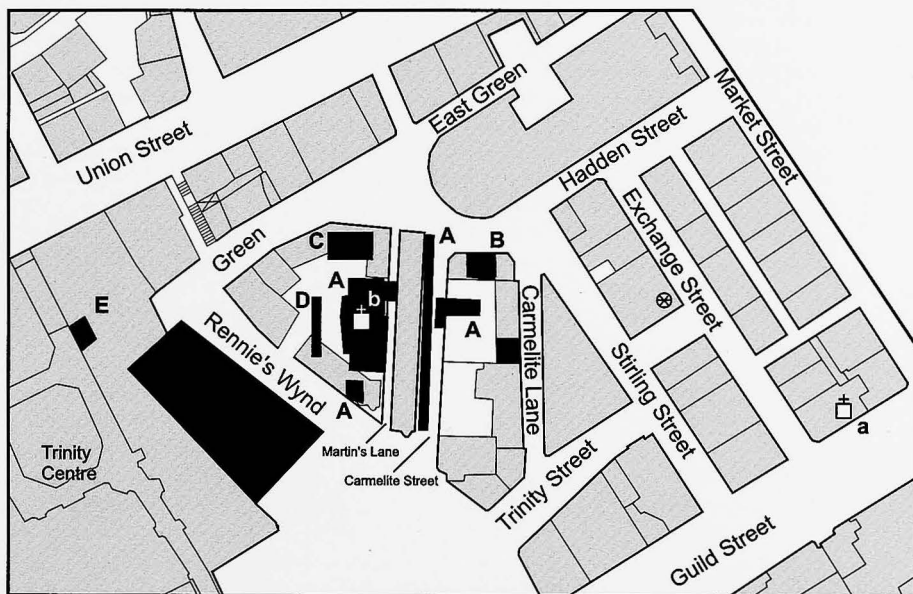 East Green
Market Street
Union Street
Hadden Street
Exchange Street
Green
C
A
A
B
b
D
A
E
Carmelite Lane
Rennie's Wynd
Stirling Street
A
a
Martin's Lane
Trinity
Centre
Carmelite Street
Trinity Street
Guild Street